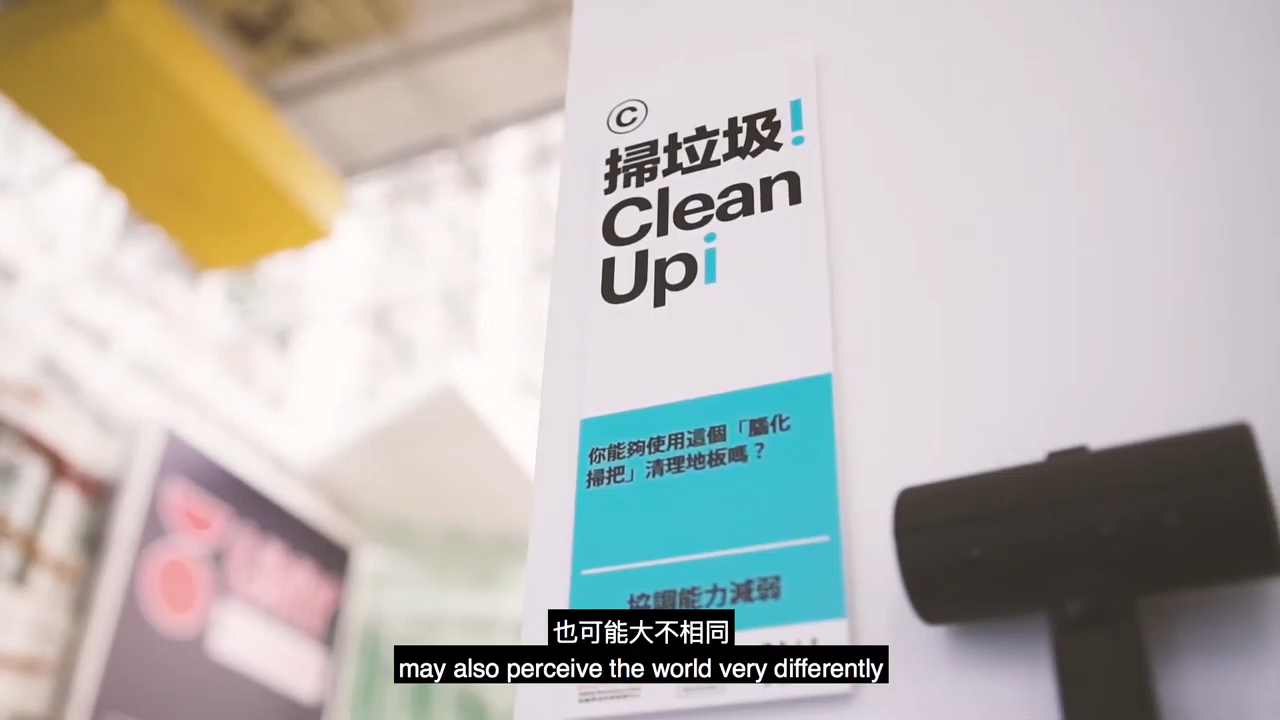 C
掃垃圾!
Clean
Upi
你能夠使用這個「腦化
掃把」清理地板嗎？
協調能力減弱
也可能大不相同
may also perceive the world very differently